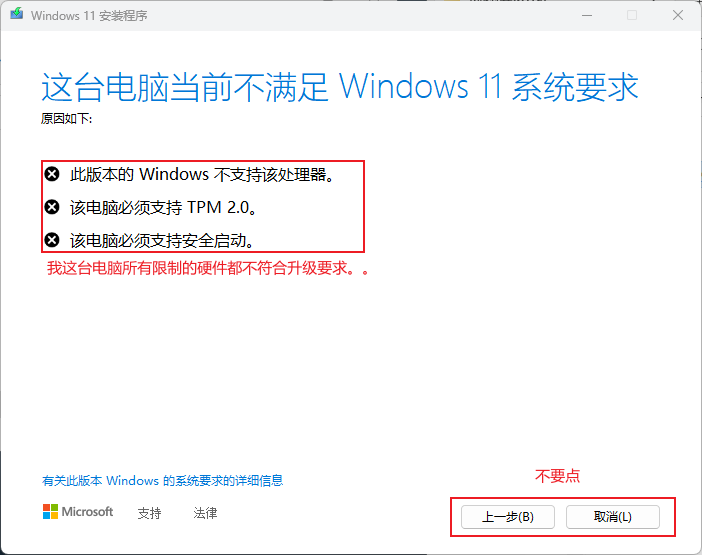 Windows 11 安装程序
这台电脑当前不满足 Windows 11 系统要求
原因如下:
此版本的 Windows 不支持该处理器。
该电脑必须支持 TPM 2.0。
该电脑必须支持安全启动。
我这台电脑所有限制的硬件都不符合升级要求。。
有关此版本 Windows 的系统要求的详细信息
不要点
Microsoft 支持 法律
上一步(B) 取消(L)